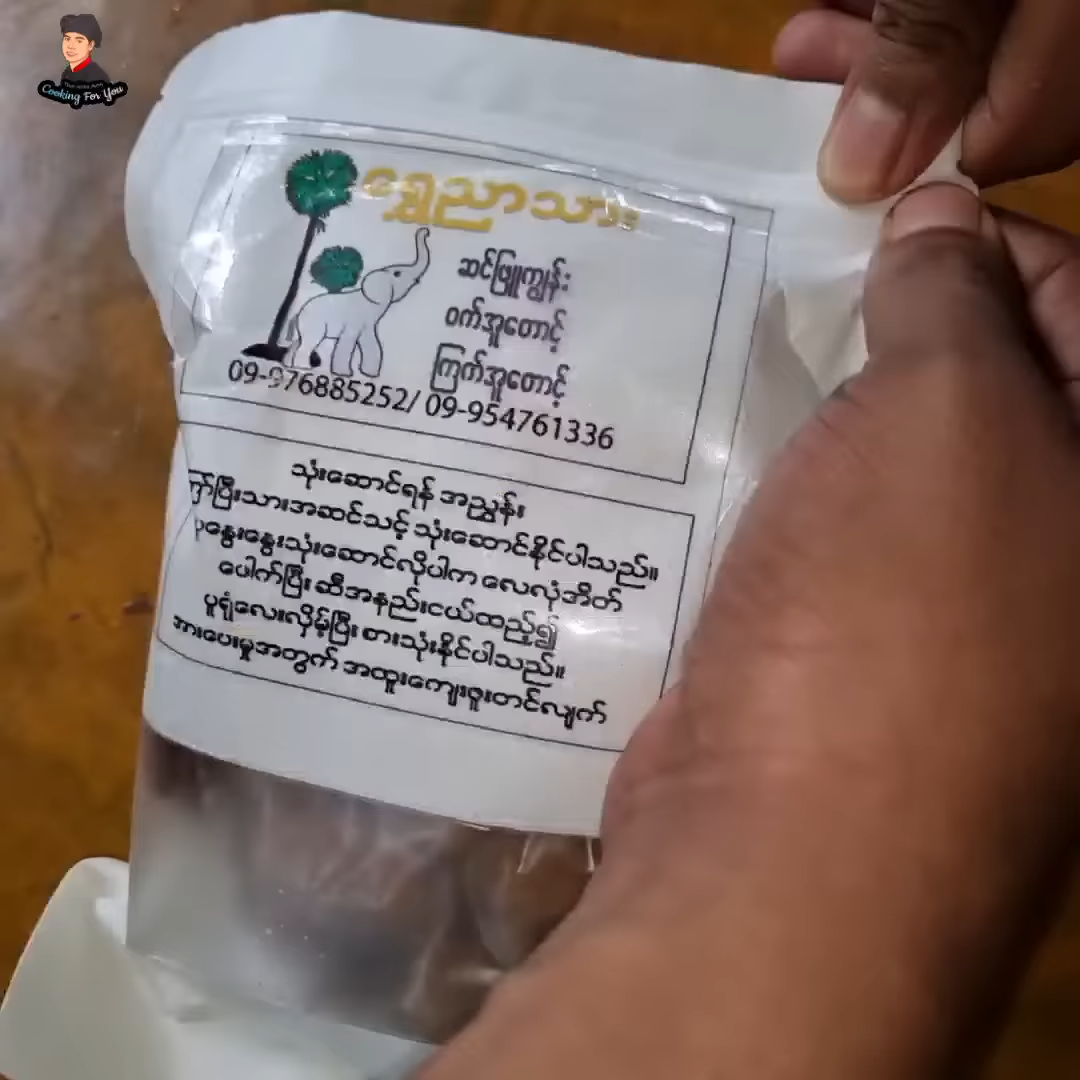 The Little Arm
Cooking For You
ရွှေညာသား
ဆင်ဖြူကျွန်း
ဝက်အူတောင့်
ကြက်အူတောင့်
09-976885252/ 09-954761336
သုံးဆောင်ရန် အညွှန်း
ကျော်ပြီးသားအဆင်သင့် သုံးဆောင်နိုင်ပါသည်။
ပူနွေးနွေးသုံးဆောင်လိုပါက လေလုံအိတ်
ပေါက်ပြီး ဆီအနည်းငယ်ထည့်၍
ပူရုံလေးလှိမ့်ပြီး စားသုံးနိုင်ပါသည်။
အားပေးမှုအတွက် အထူးကျေးဇူးတင်လျက်